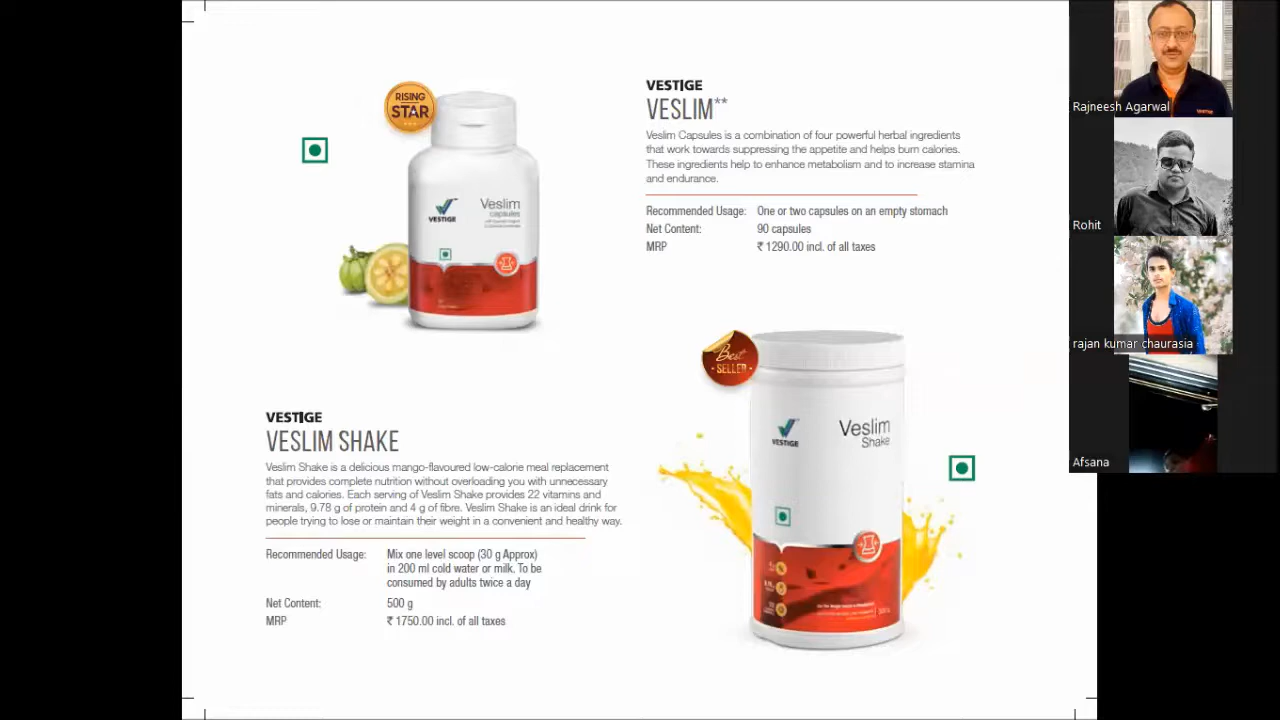 RISING
STAR
VESTIGE
Veslim
capsules
VESTIGE
VESLIM**
Veslim Capsules is a combination of four powerful herbal ingredients
that work towards suppressing the appetite and helps burn calories.
These ingredients help to enhance metabolism and to increase stamina
and endurance.
Recommended Usage: One or two capsules on an empty stomach
Net Content: 90 capsules
MRP ₹ 1290.00 incl. of all taxes
VESTIGE
VESLIM SHAKE
Veslim Shake is a delicious mango-flavoured low-calorie meal replacement
that provides complete nutrition without overloading you with unnecessary
fats and calories. Each serving of Veslim Shake provides 22 vitamins and
minerals, 9.78 g of protein and 4 g of fibre. Veslim Shake is an ideal drink for
people trying to lose or maintain their weight in a convenient and healthy way.
Recommended Usage: Mix one level scoop (30 g Approx)
in 200 ml cold water or milk. To be
consumed by adults twice a day
Net Content: 500 g
MRP ₹ 1750.00 incl. of all taxes
Best
SELLER
VESTIGE
Veslim
Shake
Rajneesh Agarwal
Rohit
rajan kumar chaurasia
Afsana